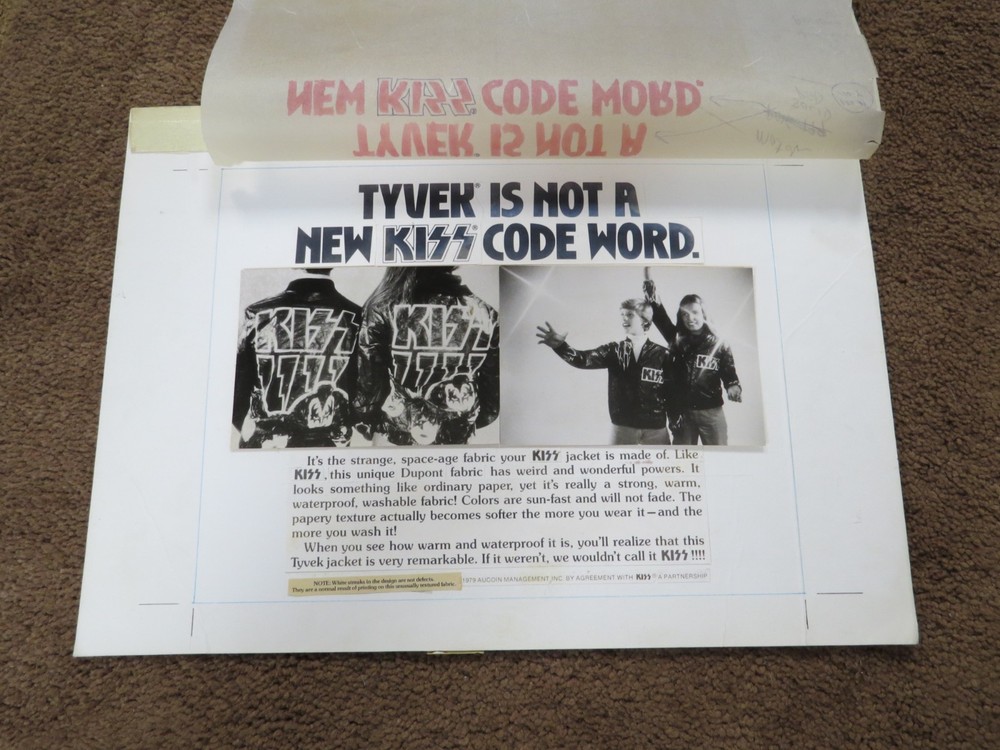 NEW KISS CODE WORD.
TYVEK IS NOT A
TYVEK® IS NOT A
NEW KISS® CODE WORD.
KISS KISS
KISS KISS
It's the strange, space-age fabric your KISS jacket is made of. Like
KISS, this unique Dupont fabric has weird and wonderful powers. It
looks something like ordinary paper, yet it's really a strong, warm,
waterproof, washable fabric! Colors are sun-fast and will not fade. The
papery texture actually becomes softer the more you wear it—and the
more you wash it!
When you see how warm and waterproof it is, you'll realize that this
Tyvek jacket is very remarkable. If it weren't, we wouldn't call it KISS !!!!
NOTE: White streaks in the design are not defects.
They are a normal result of printing on this unusually textured fabric.
1979 AUCOIN MANAGEMENT, INC. BY AGREEMENT WITH KISS® A PARTNERSHIP